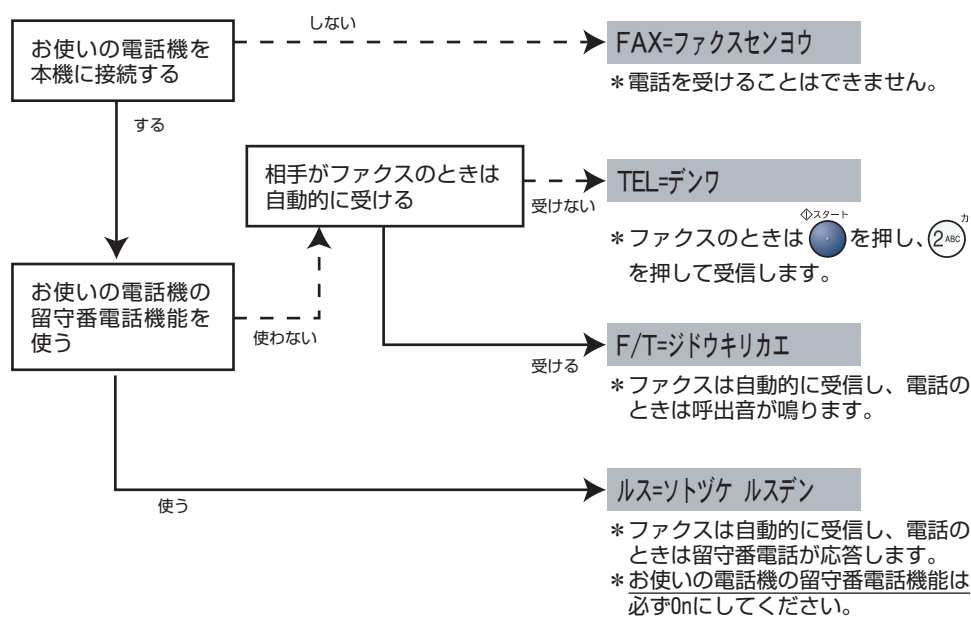 お使いの電話機を
本機に接続する
しない
FAX=ファクスセンヨウ
＊電話を受けることはできません。
する
相手がファクスのときは
自動的に受ける
受けない
TEL=デンワ
スタート
カ
＊ファクスのときは を押し、2ABC
を押して受信します。
お使いの電話機の
留守番電話機能を
使う
使わない
受ける
F/T=ジドウキリカエ
＊ファクスは自動的に受信し、電話の
ときは呼出音が鳴ります。
使う
ルス=ソトヅケ ルスデン
＊ファクスは自動的に受信し、電話の
ときは留守番電話が応答します。
＊お使いの電話機の留守番電話機能は
必ずOnにしてください。